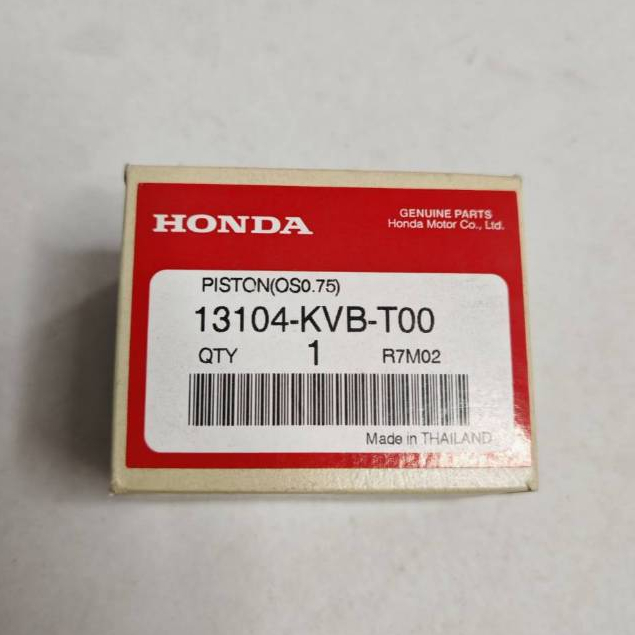 HONDA
GENUINE PARTS
Honda Motor Co., Ltd.
PISTON(OS0.75)
13104-KVB-T00
QTY 1 R7M02
Made in THAILAND